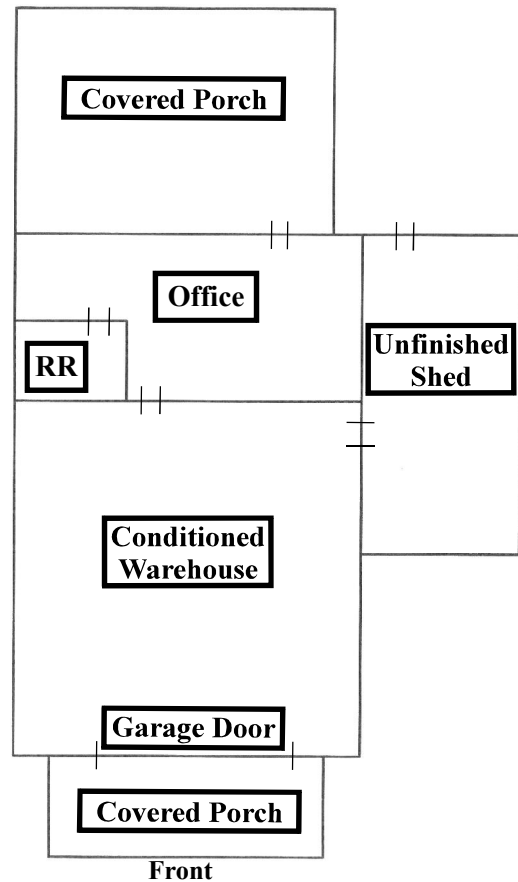 Covered Porch
Office
RR
Unfinished
Shed
Conditioned
Warehouse
Garage Door
Covered Porch
Front